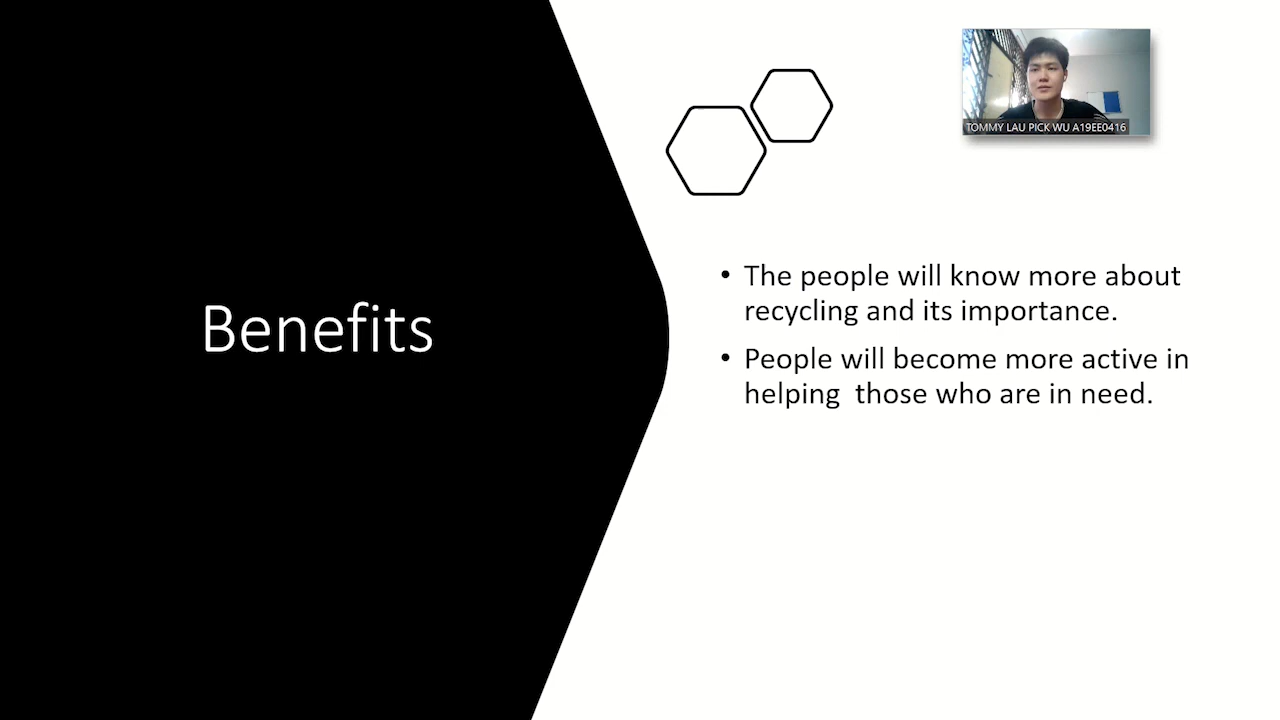 TOMMY LAU PICK WU A19EE0416
Benefits
• The people will know more about
recycling and its importance.
• People will become more active in
helping  those who are in need.